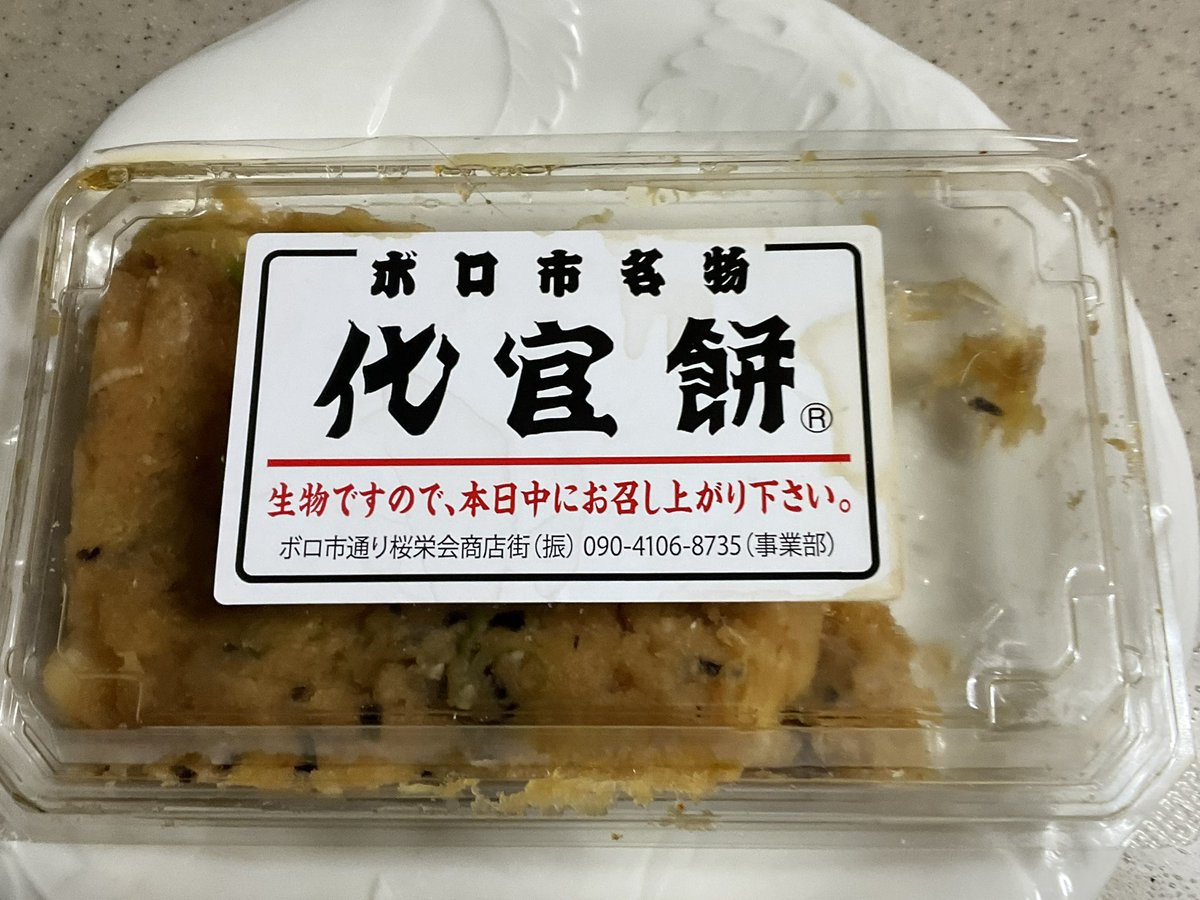 ボロ市名物
代官餅®
生物ですので、本日中にお召し上がり下さい。
ボロ市通り桜栄会商店街(振) 090-4106-8735(事業部)